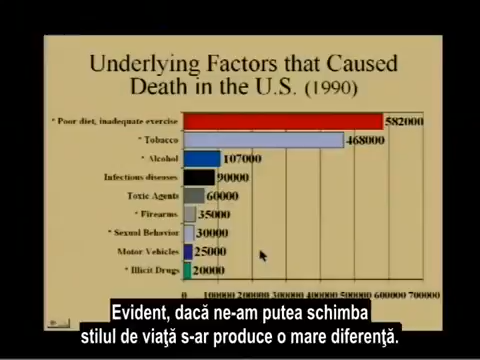 Underlying Factors that Caused
Death in the U.S. (1990)
* Poor diet, inadequate exercise 582000
* Tobacco 468000
* Alcohol 107000
Infectious diseases 90000
Toxic Agents 60000
* Firearms 35000
* Sexual Behavior 30000
Motor Vehicles 25000
* Illicit Drugs 20000
0 100000 200000 300000 400000 500000 600000 700000
Evident, dacă ne-am putea schimba
stilul de viaţă s-ar produce o mare diferenţă.